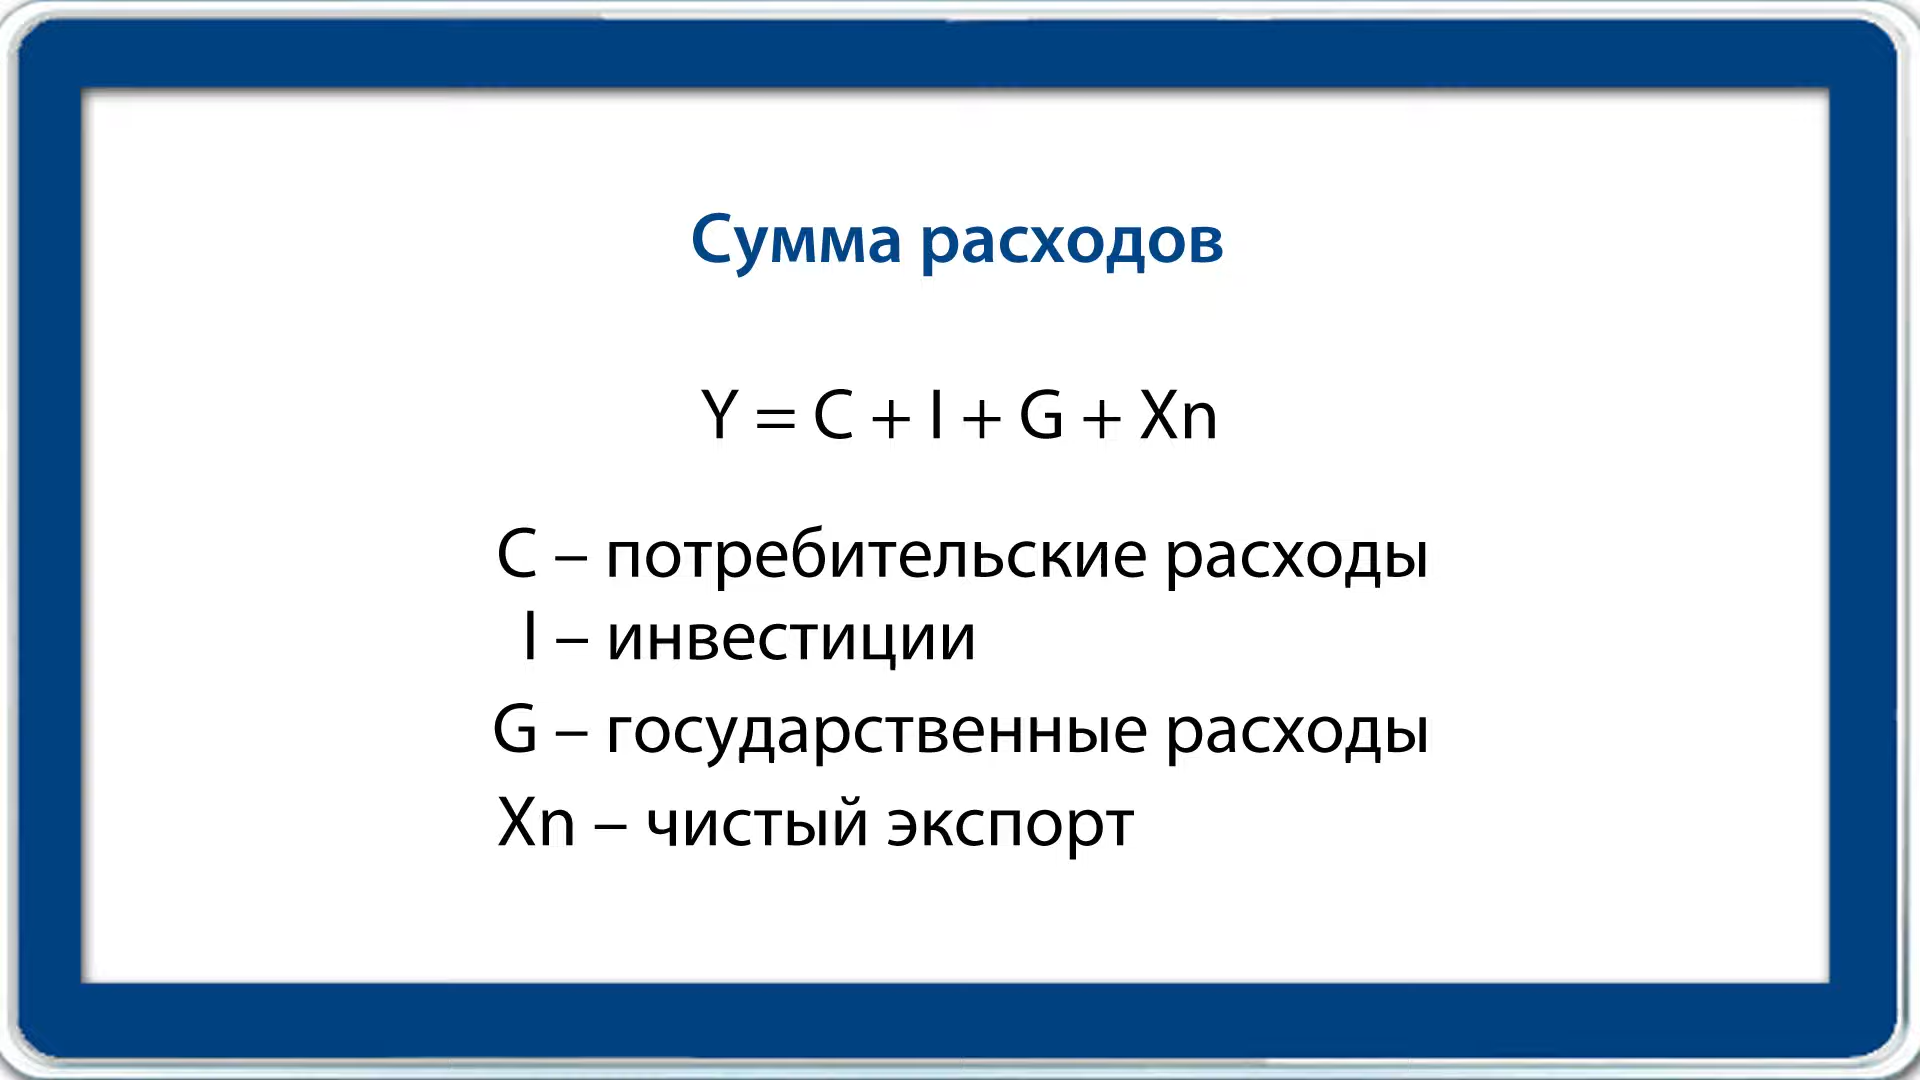 Сумма расходов
Y = C + I + G + Xn
C – потребительские расходы
I – инвестиции
G – государственные расходы
Xn – чистый экспорт